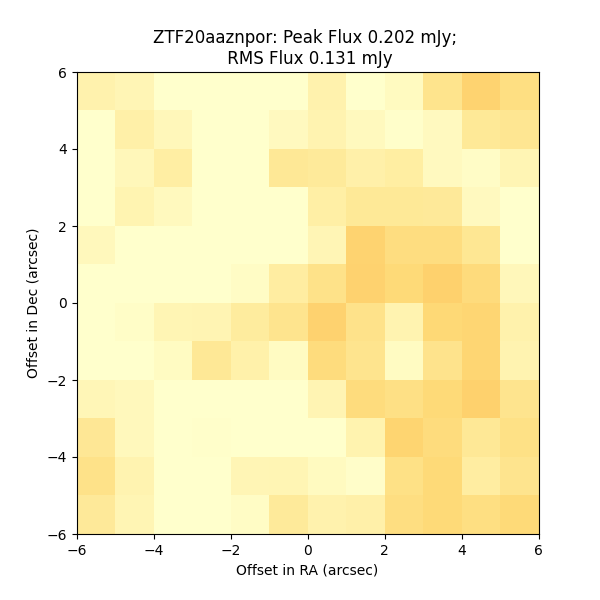 ZTF20aaznpor: Peak Flux 0.202 mJy;
RMS Flux 0.131 mJy
6
4
2
0
−2
−4
−6
Offset in Dec (arcsec)
−6 −4 −2 0 2 4 6
Offset in RA (arcsec)